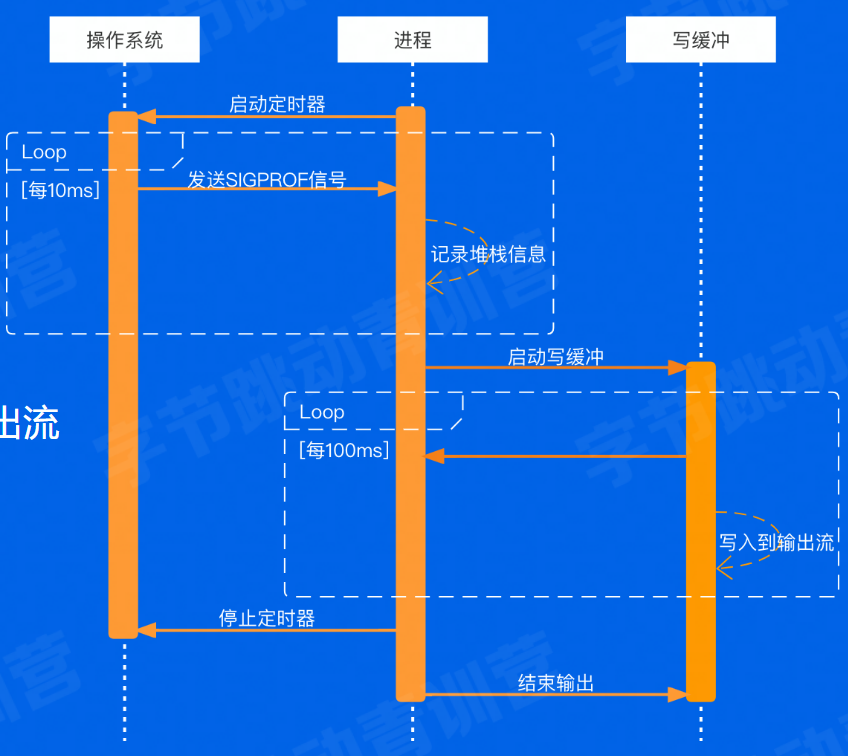 操作系统
进程
写缓冲
启动定时器
Loop
[每10ms]
发送SIGPROF信号
记录堆栈信息
启动写缓冲
出流
Loop
[每100ms]
写入到输出流
停止定时器
结束输出
字节跳动青训营